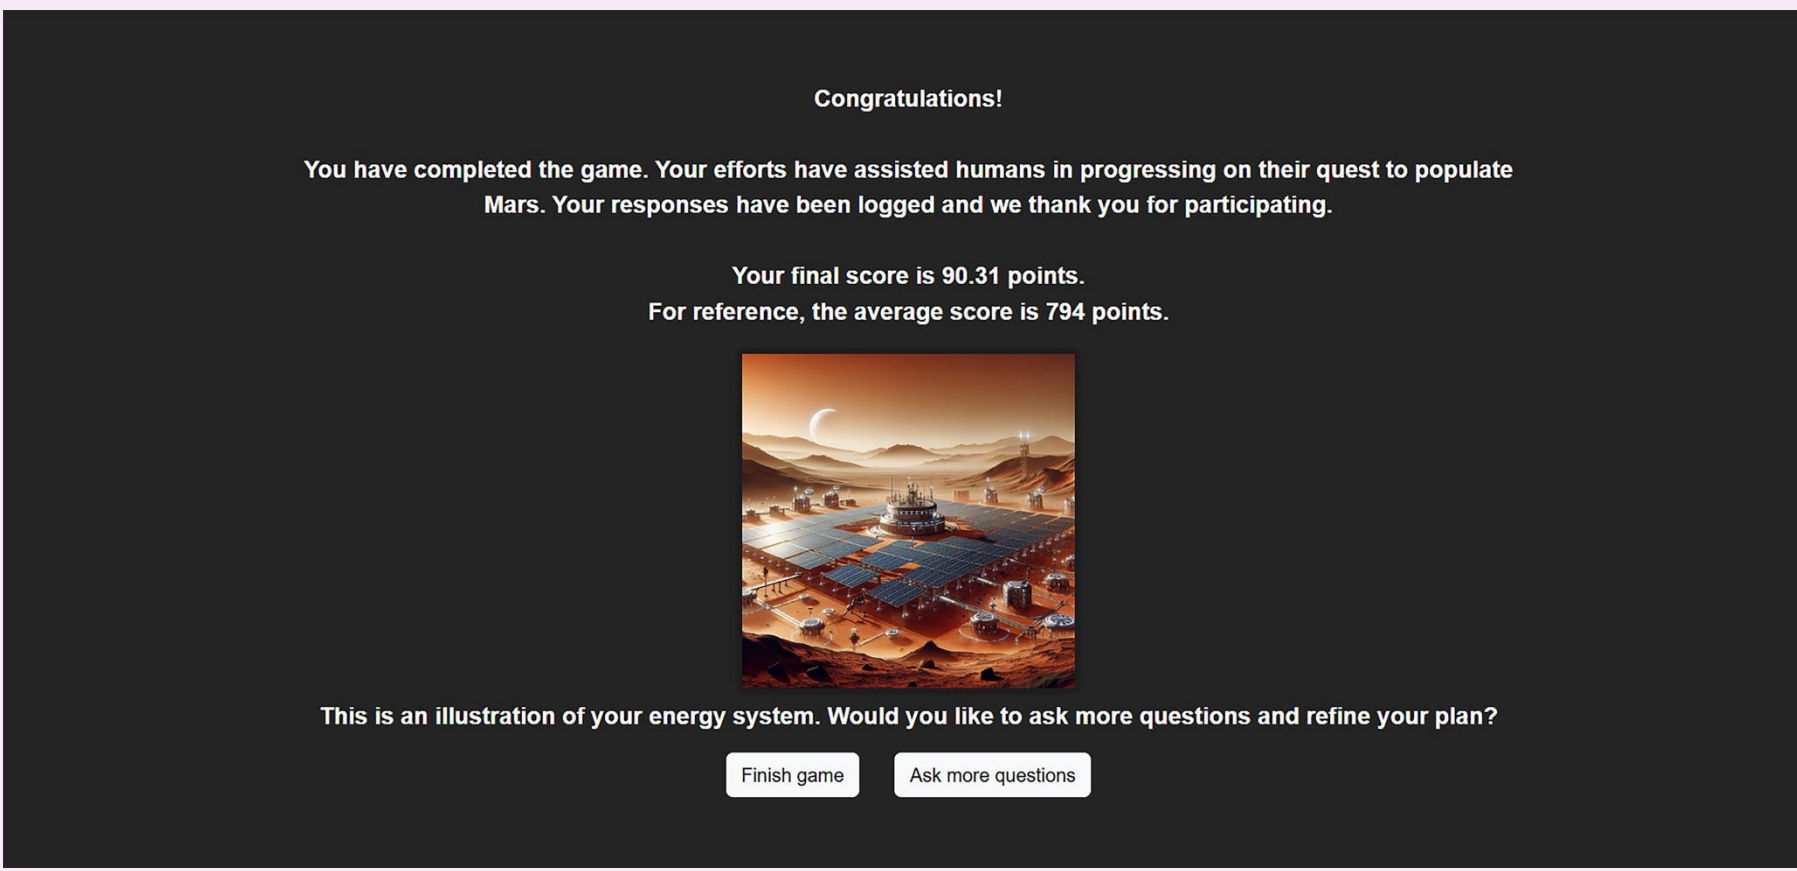 Congratulations!
You have completed the game. Your efforts have assisted humans in progressing on their quest to populate
Mars. Your responses have been logged and we thank you for participating.
Your final score is 90.31 points.
For reference, the average score is 794 points.
This is an illustration of your energy system. Would you like to ask more questions and refine your plan?
Finish game
Ask more questions